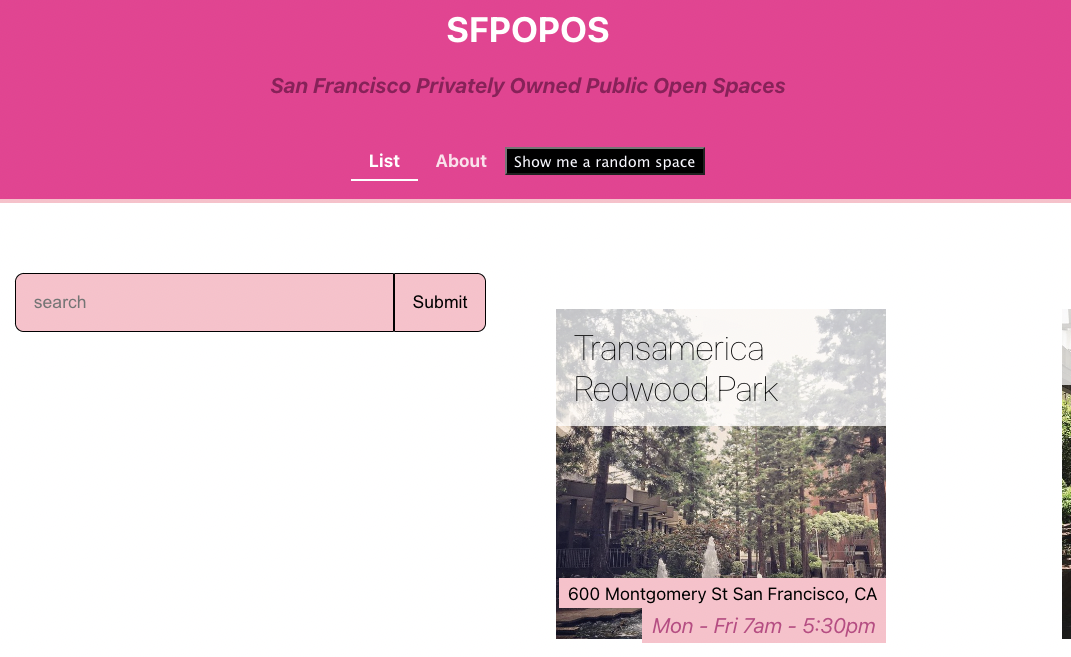 SFPOPOS
San Francisco Privately Owned Public Open Spaces
List About Show me a random space
search Submit
Transamerica
Redwood Park
600 Montgomery St San Francisco, CA
Mon - Fri 7am - 5:30pm